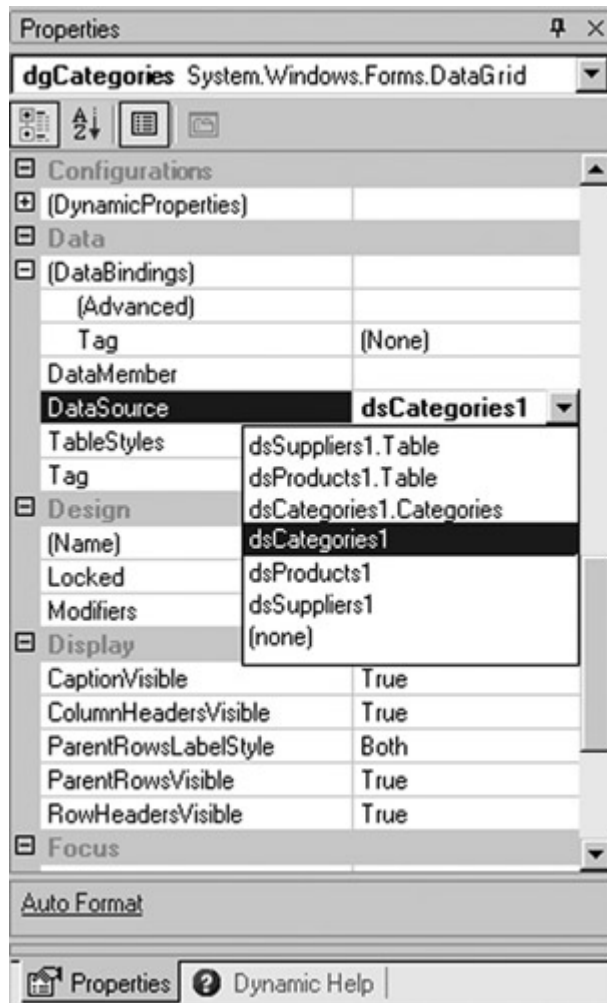 Properties
dgCategories System.Windows.Forms.DataGrid
A
Z
Configurations
(DynamicProperties)
Data
(DataBindings)
(Advanced)
Tag (None)
DataMember
DataSource dsCategories1
TableStyles
Tag
dsSuppliers1.Table
dsProducts1.Table
dsCategories1.Categories
dsCategories1
dsProducts1
dsSuppliers1
(none)
Design
(Name)
Locked
Modifiers
Display
CaptionVisible True
ColumnHeadersVisible True
ParentRowsLabelStyle Both
ParentRowsVisible True
RowHeadersVisible True
Focus
Auto Format
Properties ? Dynamic Help